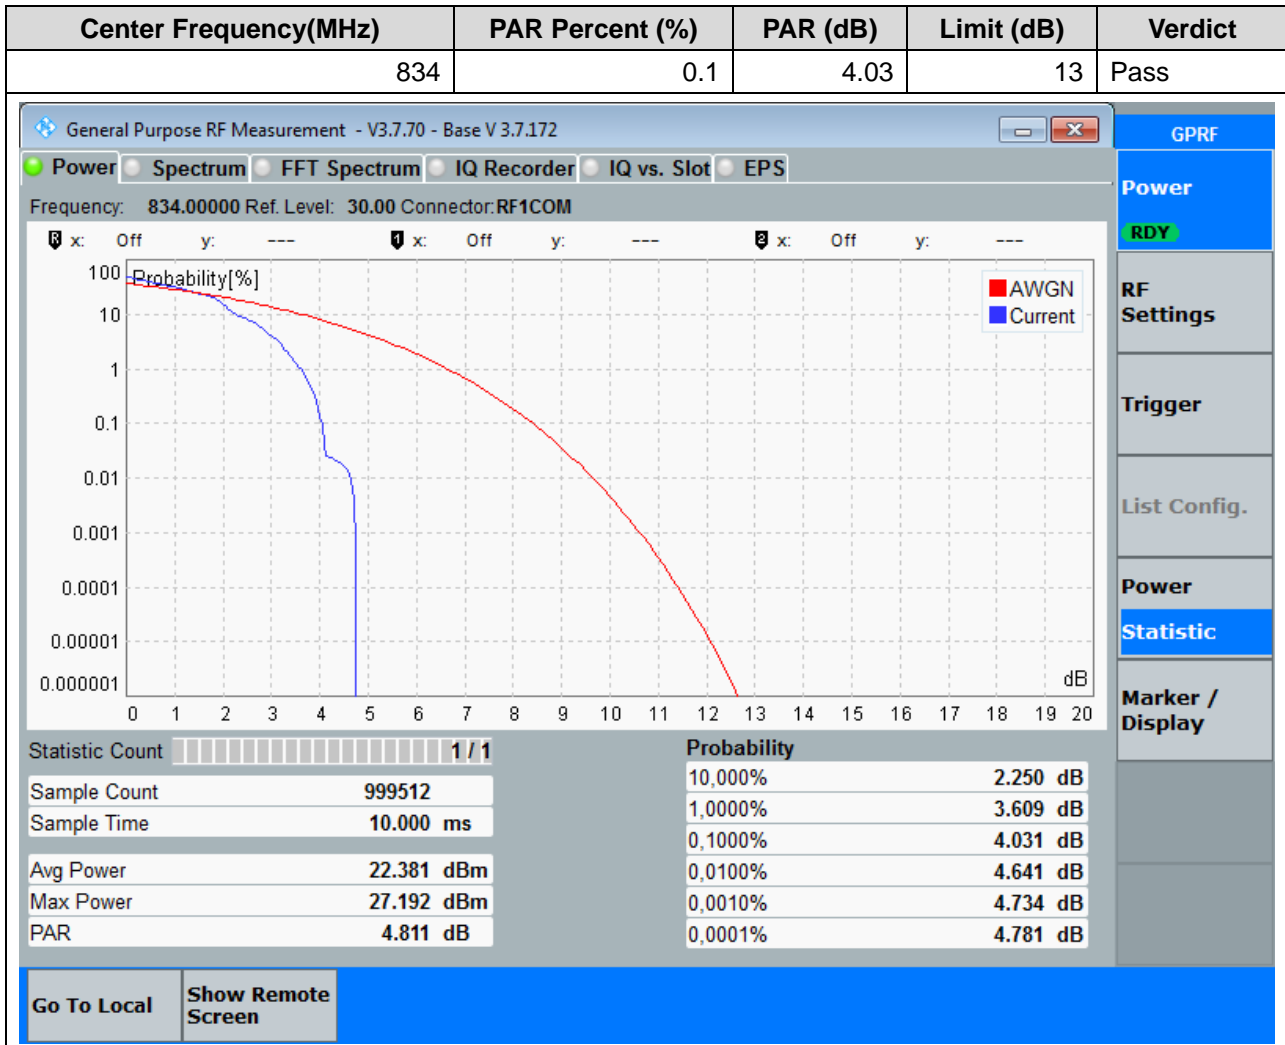 Center Frequency(MHz) PAR Percent (%) PAR (dB) Limit (dB) Verdict
834 0.1 4.03 13 Pass
General Purpose RF Measurement - V3.7.70 - Base V 3.7.172
GPRF
Power Spectrum FFT Spectrum IQ Recorder IQ vs. Slot EPS
Frequency: 834.00000 Ref. Level: 30.00 Connector: RF1COM
R x: Off y: --- 1 x: Off y: --- 2 x: Off y: ---
Probability[%]
AWGN
Current
100
10
1
0.1
0.01
0.001
0.0001
0.00001
0.000001
dB
0 1 2 3 4 5 6 7 8 9 10 11 12 13 14 15 16 17 18 19 20
Statistic Count 1 / 1
Sample Count 999512
Sample Time 10.000 ms
Avg Power 22.381 dBm
Max Power 27.192 dBm
PAR 4.811 dB
Probability
10,000% 2.250 dB
1,0000% 3.609 dB
0,1000% 4.031 dB
0,0100% 4.641 dB
0,0010% 4.734 dB
0,0001% 4.781 dB
Power
RDY
RF
Settings
Trigger
List Config.
Power
Statistic
Marker /
Display
Go To Local
Show Remote
Screen